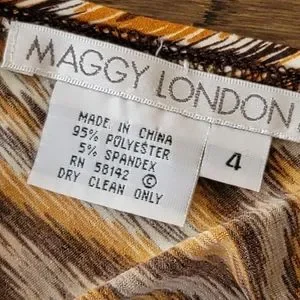 MAGGY LONDON
MADE IN CHINA
95% POLYESTER
5% SPANDEX
RN 58142 ©
DRY CLEAN ONLY
4